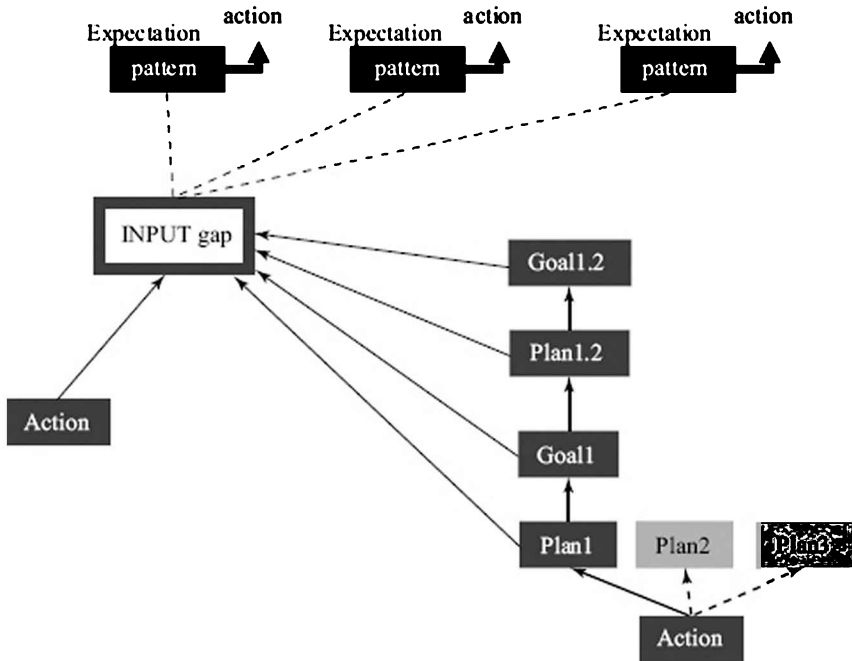 action
action
action
Expectation
Expectation
Expectation
pattern
pattern
pattern
INPUT gap
Goal1.2
Plan1.2
Action
Goal1
Plan1
Plan2
Plan3
Action